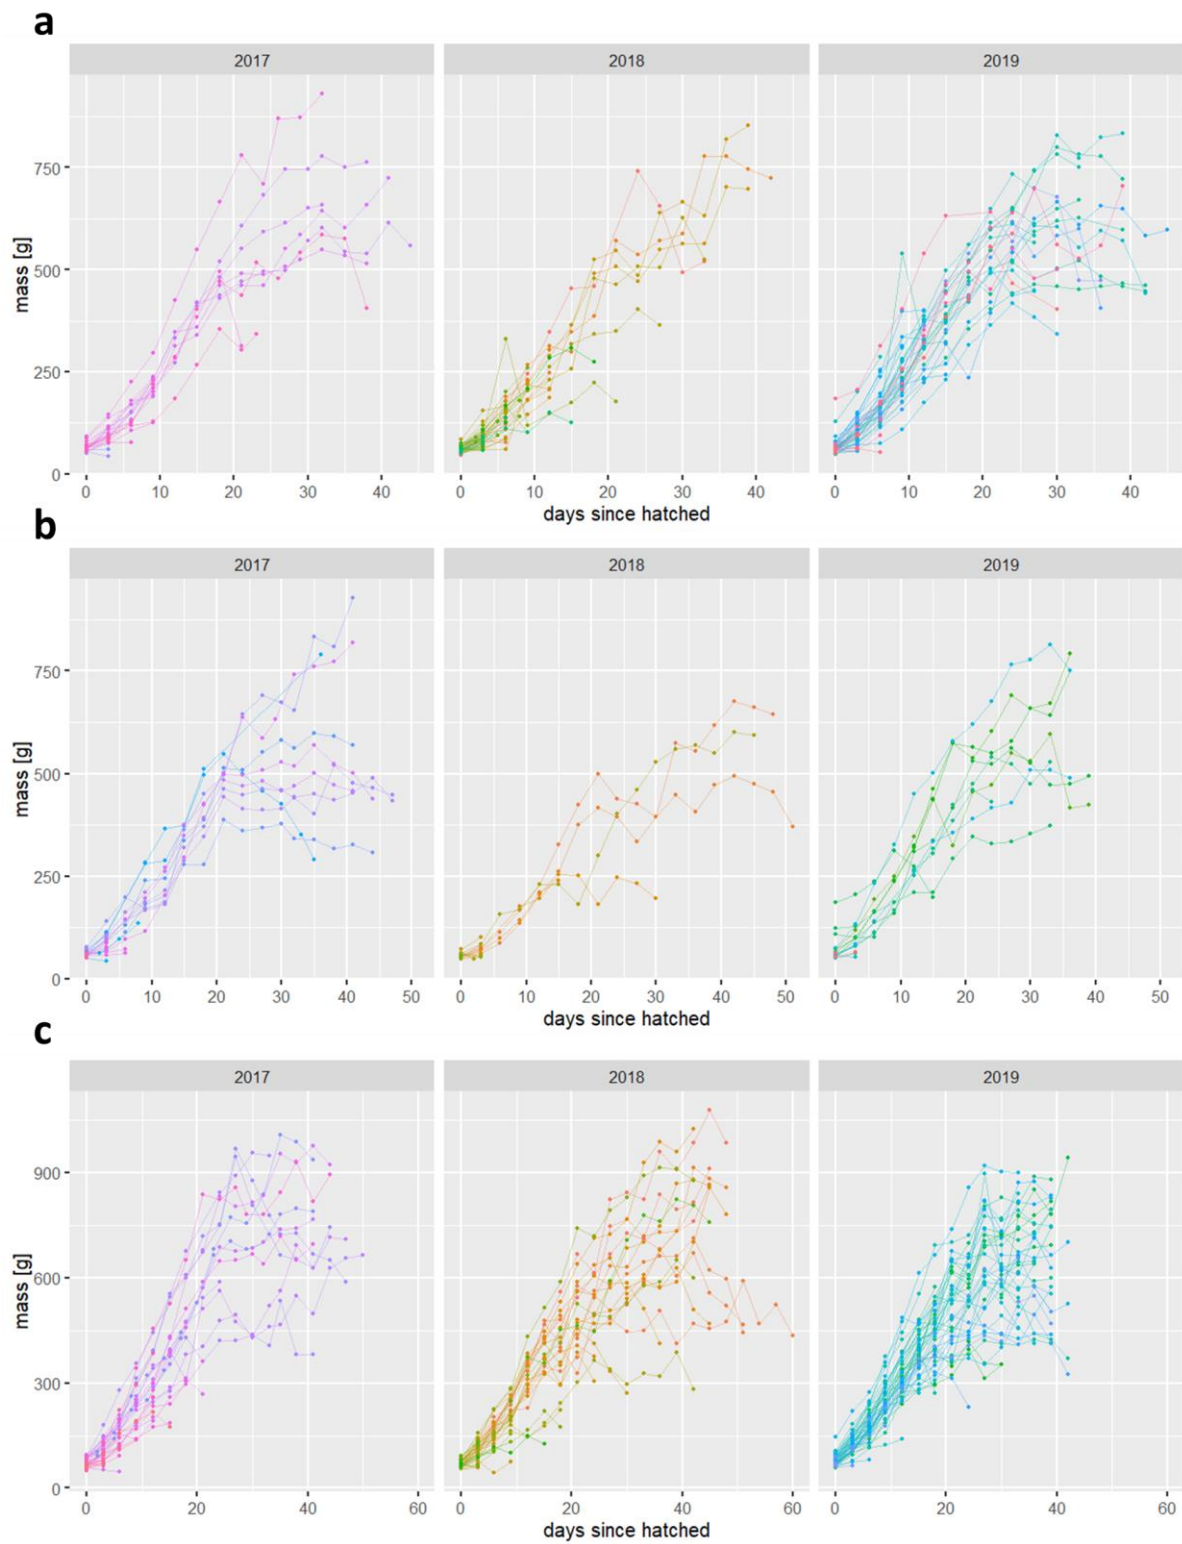 a
2017 2018 2019
750
500
250
0
mass [g]
0 10 20 30 40 0 10 20 30 40 0 10 20 30 40
days since hatched
b
2017 2018 2019
750
500
250
0
mass [g]
0 10 20 30 40 50 0 10 20 30 40 50 0 10 20 30 40 50
days since hatched
c
2017 2018 2019
900
600
300
0
mass [g]
0 20 40 60 0 20 40 60 0 20 40 60
days since hatched